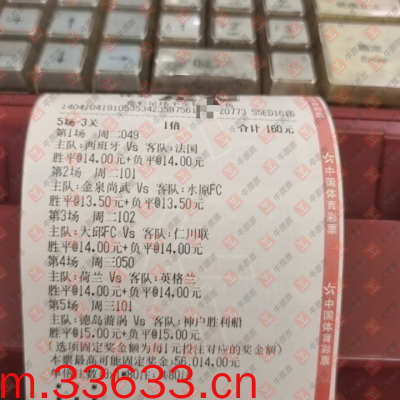 5场-3关 1倍 合计 160元
第1场 周二049
主队:西班牙 Vs 客队:法国
胜平@14.00元+负平@14.00元
第2场 周二101
主队:金泉尚武 Vs 客队:水原FC
胜平@13.50元+负平@13.50元
第3场 周二102
主队:大邱FC Vs 客队:仁川联
胜平@14.00元+负平@14.00元
第4场 周三050
主队:荷兰 Vs 客队:英格兰
胜平@14.00元+负平@14.00元
第5场 周三101
主队:德岛漩涡 Vs 客队:神户胜利船
胜平@15.00元+负平@15.00元
(选项固定奖金额为每1元投注对应的奖金额)
本票最高可能固定奖金:56,014.00元
中国体育彩票
中国体育彩票
m.33633.cn